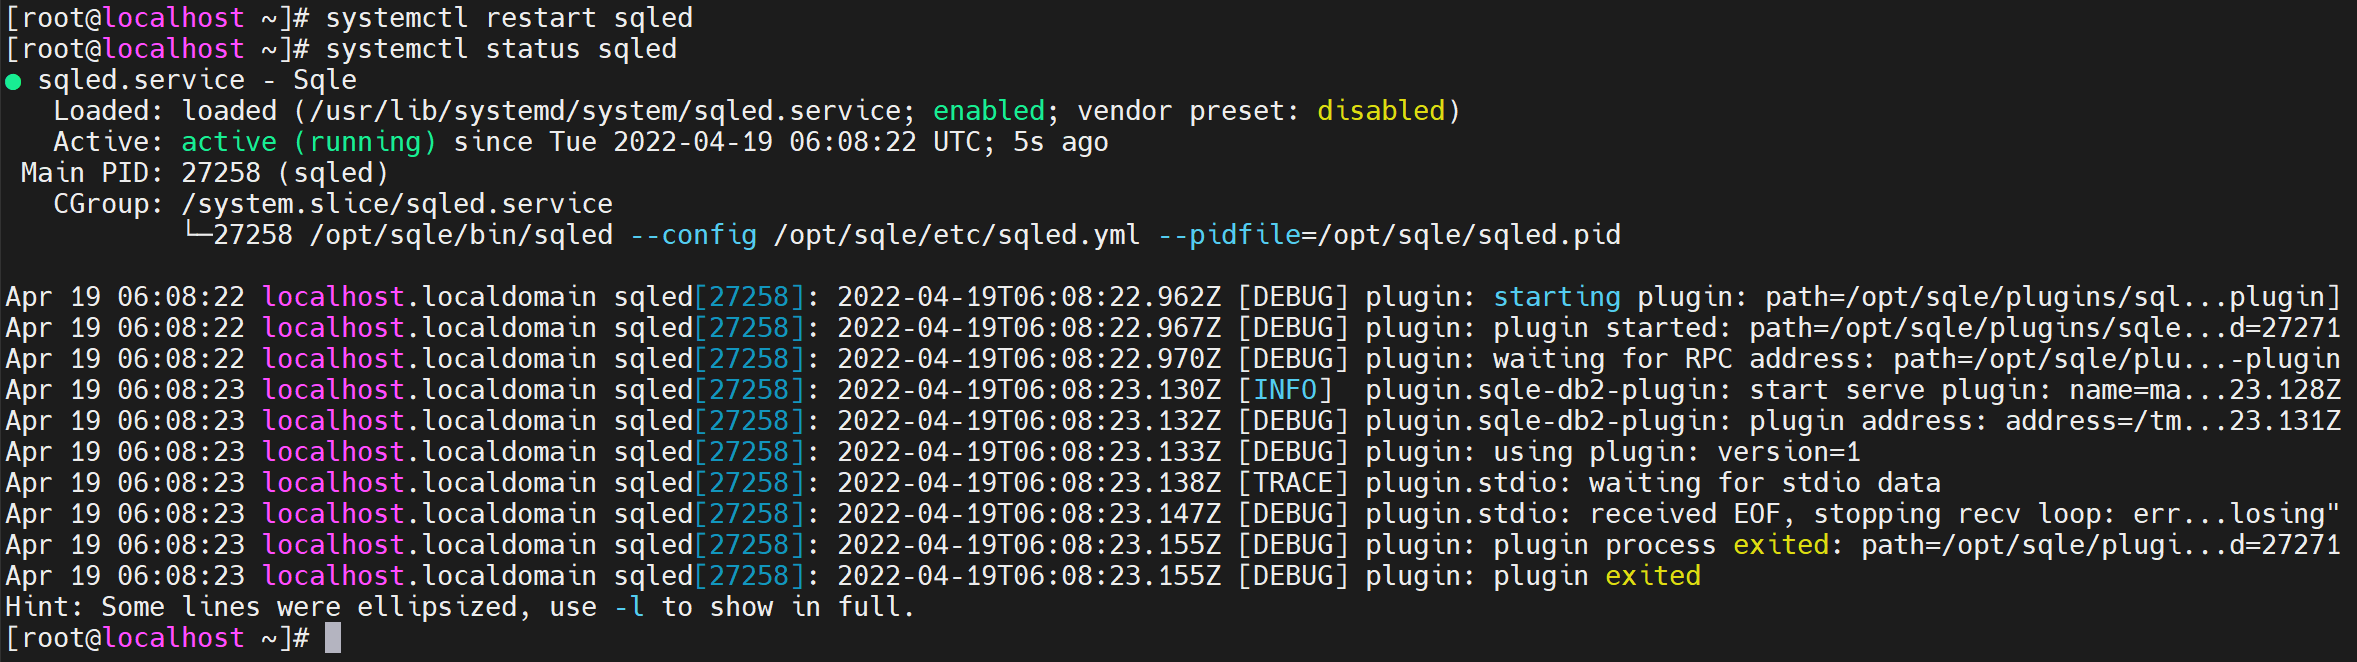 [root@localhost ~]# systemctl restart sqled
[root@localhost ~]# systemctl status sqled
● sqled.service - Sqle
   Loaded: loaded (/usr/lib/systemd/system/sqled.service; enabled; vendor preset: disabled)
   Active: active (running) since Tue 2022-04-19 06:08:22 UTC; 5s ago
 Main PID: 27258 (sqled)
   CGroup: /system.slice/sqled.service
           └─27258 /opt/sqle/bin/sqled --config /opt/sqle/etc/sqled.yml --pidfile=/opt/sqle/sqled.pid

Apr 19 06:08:22 localhost.localdomain sqled[27258]: 2022-04-19T06:08:22.962Z [DEBUG] plugin: starting plugin: path=/opt/sqle/plugins/sql...plugin]
Apr 19 06:08:22 localhost.localdomain sqled[27258]: 2022-04-19T06:08:22.967Z [DEBUG] plugin: plugin started: path=/opt/sqle/plugins/sqle...d=27271
Apr 19 06:08:22 localhost.localdomain sqled[27258]: 2022-04-19T06:08:22.970Z [DEBUG] plugin: waiting for RPC address: path=/opt/sqle/plu...-plugin
Apr 19 06:08:23 localhost.localdomain sqled[27258]: 2022-04-19T06:08:23.130Z [INFO]  plugin.sqle-db2-plugin: start serve plugin: name=ma...23.128Z
Apr 19 06:08:23 localhost.localdomain sqled[27258]: 2022-04-19T06:08:23.132Z [DEBUG] plugin.sqle-db2-plugin: plugin address: address=/tm...23.131Z
Apr 19 06:08:23 localhost.localdomain sqled[27258]: 2022-04-19T06:08:23.133Z [DEBUG] plugin: using plugin: version=1
Apr 19 06:08:23 localhost.localdomain sqled[27258]: 2022-04-19T06:08:23.138Z [TRACE] plugin.stdio: waiting for stdio data
Apr 19 06:08:23 localhost.localdomain sqled[27258]: 2022-04-19T06:08:23.147Z [DEBUG] plugin.stdio: received EOF, stopping recv loop: err...losing"
Apr 19 06:08:23 localhost.localdomain sqled[27258]: 2022-04-19T06:08:23.155Z [DEBUG] plugin: plugin process exited: path=/opt/sqle/plugi...d=27271
Apr 19 06:08:23 localhost.localdomain sqled[27258]: 2022-04-19T06:08:23.155Z [DEBUG] plugin: plugin exited
Hint: Some lines were ellipsized, use -l to show in full.
[root@localhost ~]#